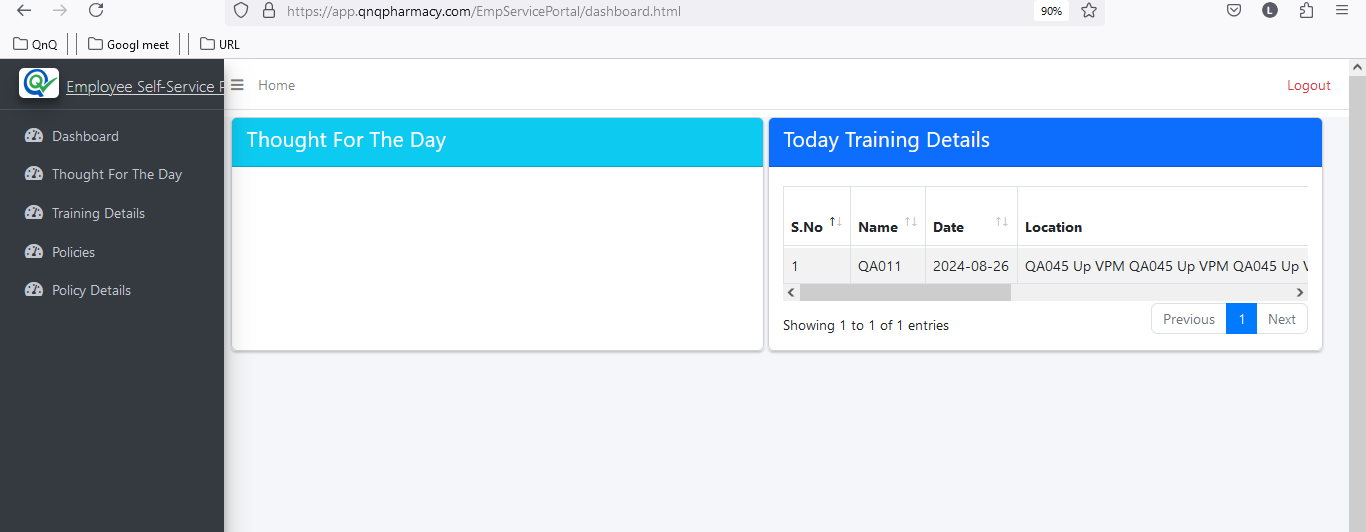 https://app.qnqpharmacy.com/EmpServicePortal/dashboard.html
90%
L
QnQ
Googl meet
URL
Employee Self-Service P
Home
Logout
Dashboard
Thought For The Day
Training Details
Policies
Policy Details
Thought For The Day
Today Training Details
S.No Name Date Location
1 QA011 2024-08-26 QA045 Up VPM QA045 Up VPM QA045 Up V
Showing 1 to 1 of 1 entries
Previous 1 Next